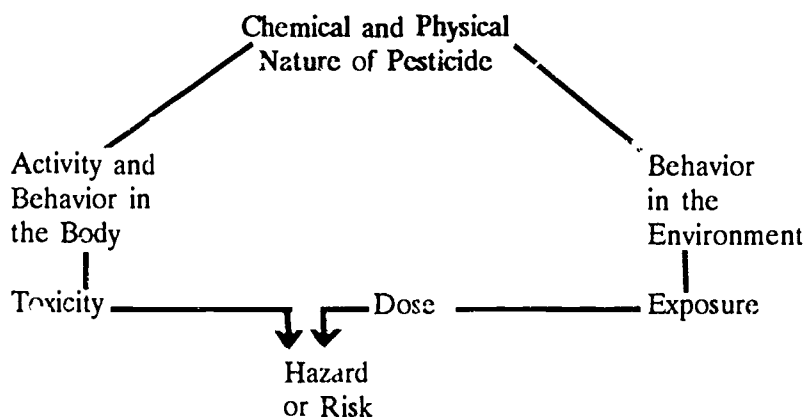 Chemical and Physical
Nature of Pesticide
Activity and
Behavior in
the Body
Behavior
in the
Environment
Toxicity
Dose
Exposure
Hazard
or Risk